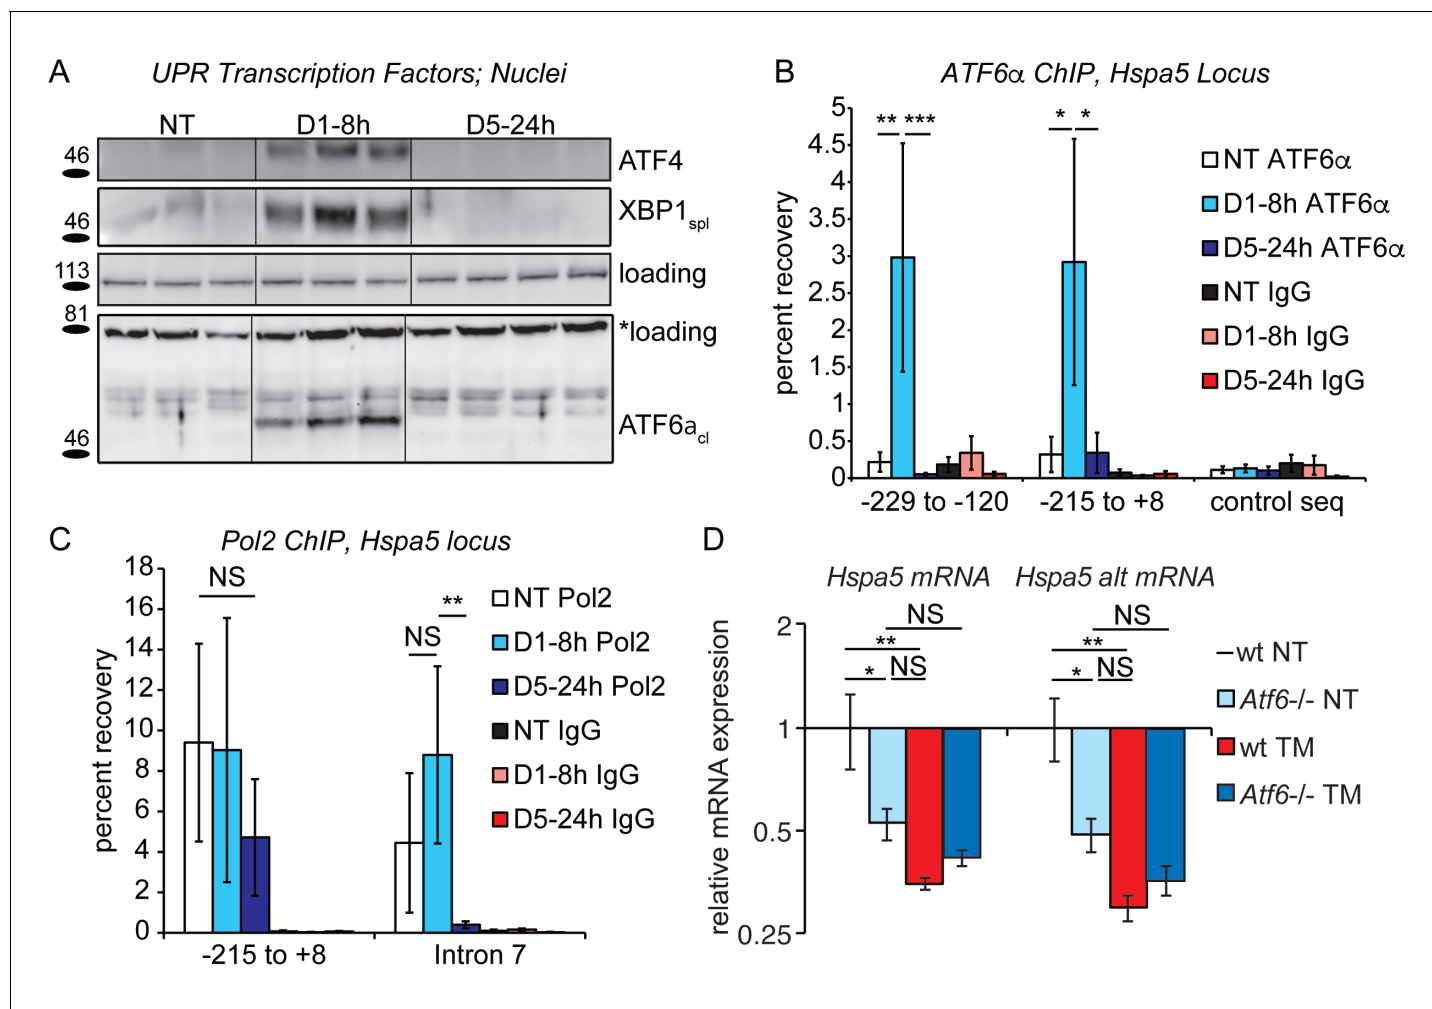 A
UPR Transcription Factors; Nuclei
NT
D1-8h
D5-24h
46
ATF4
46
XBP1spl
113
loading
81
*loading
46
ATF6acl
B
ATF6α ChIP, Hspa5 Locus
percent recovery
5
4.5
4
3.5
3
2.5
2
1.5
1
0.5
0
** ***
* *
-229 to -120
-215 to +8
control seq
NT ATF6α
D1-8h ATF6α
D5-24h ATF6α
NT IgG
D1-8h IgG
D5-24h IgG
C
Pol2 ChIP, Hspa5 locus
percent recovery
18
16
14
12
10
8
6
4
2
0
NS
NS
**
-215 to +8
Intron 7
NT Pol2
D1-8h Pol2
D5-24h Pol2
NT IgG
D1-8h IgG
D5-24h IgG
D
Hspa5 mRNA
Hspa5 alt mRNA
relative mRNA expression
2
1
0.5
0.25
NS
**
* NS
NS
**
* NS
wt NT
Atf6-/- NT
wt TM
Atf6-/- TM